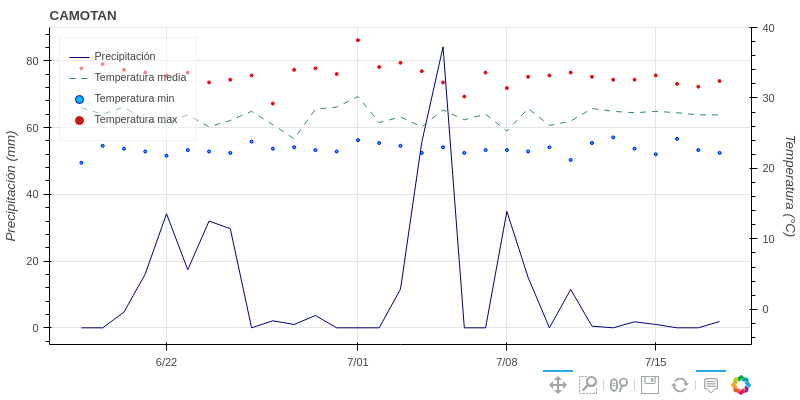 CAMOTAN
Precipitación
Temperatura media
Temperatura min
Temperatura max
Precipitación (mm)
80
60
40
20
0
Temperatura (°C)
40
30
20
10
0
6/22
7/01
7/08
7/15